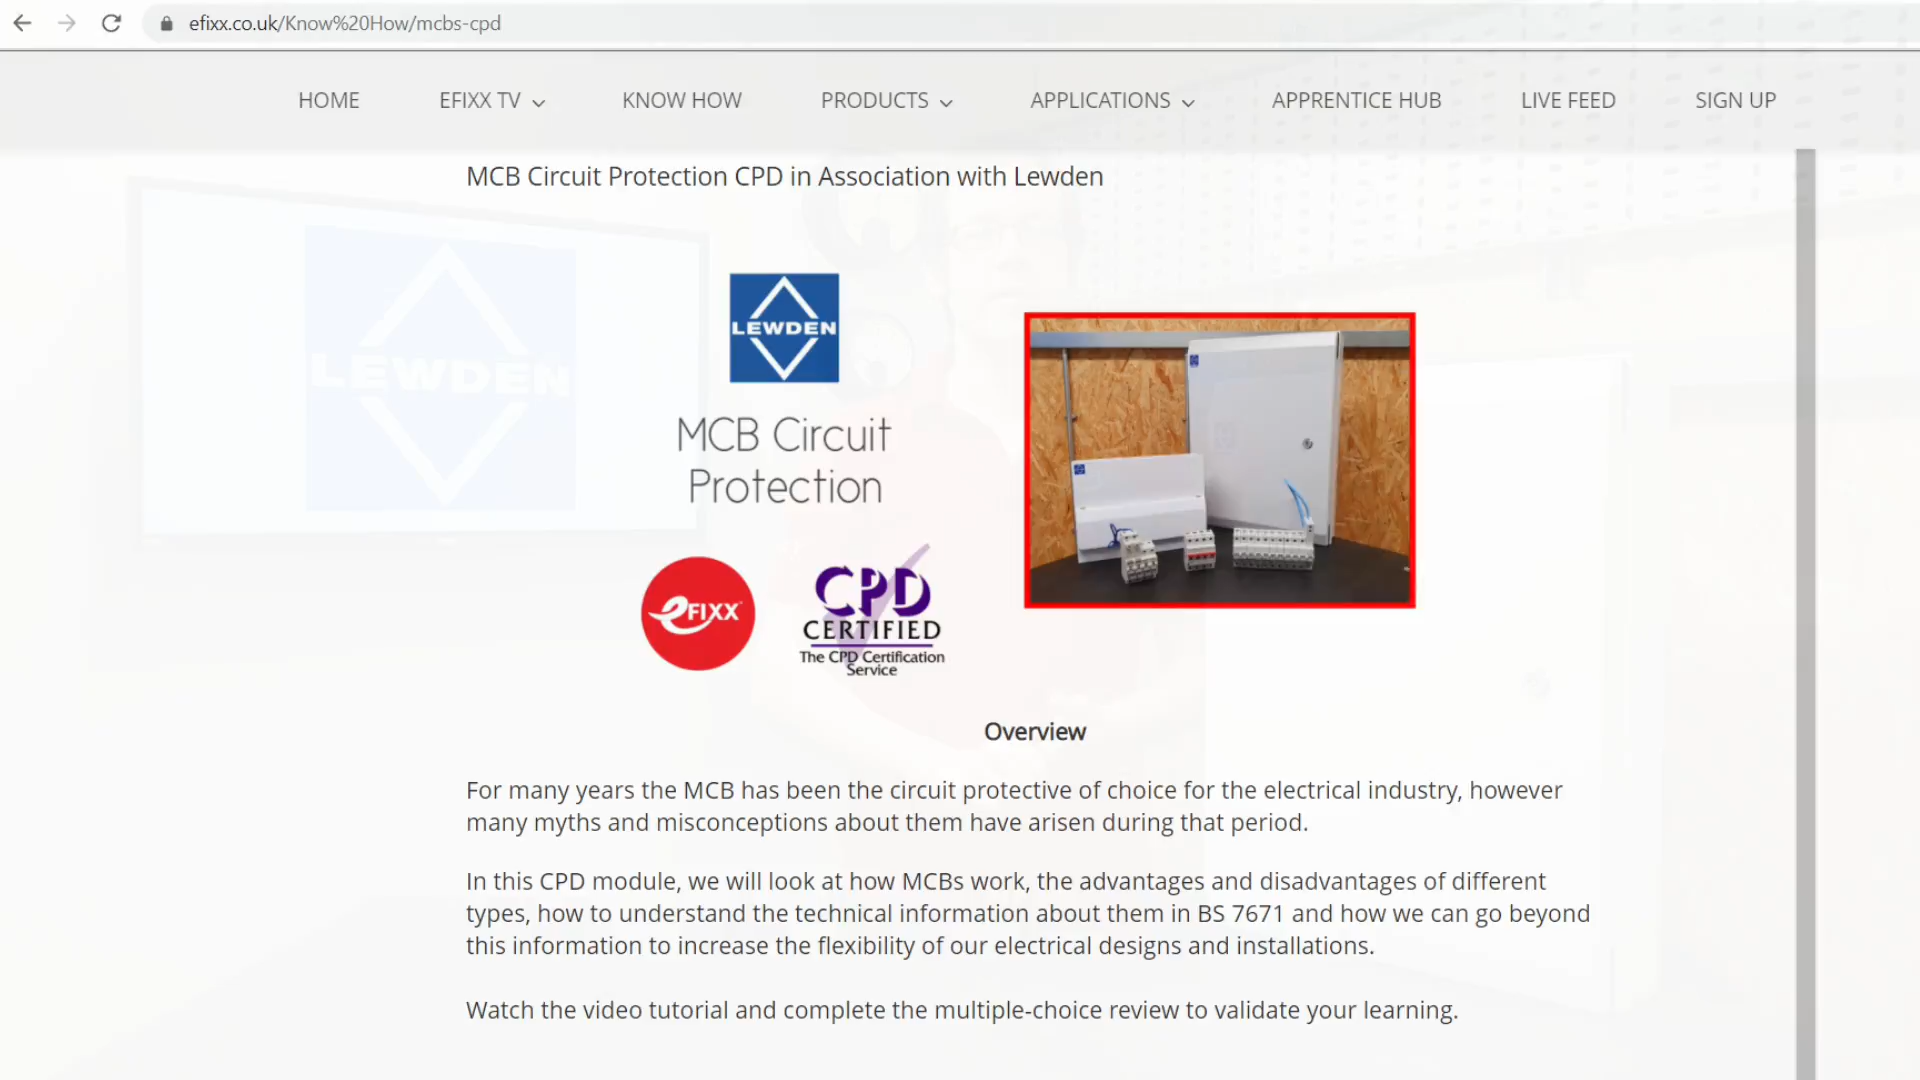 efixx.co.uk/Know%20How/mcbs-cpd
HOME EFIXX TV KNOW HOW PRODUCTS APPLICATIONS APPRENTICE HUB LIVE FEED SIGN UP
MCB Circuit Protection CPD in Association with Lewden
LEWDEN
LEWDEN
MCB Circuit
Protection
eFIXX
CPD
CERTIFIED
The CPD Certification
Service
Overview
For many years the MCB has been the circuit protective of choice for the electrical industry, however
many myths and misconceptions about them have arisen during that period.
In this CPD module, we will look at how MCBs work, the advantages and disadvantages of different
types, how to understand the technical information about them in BS 7671 and how we can go beyond
this information to increase the flexibility of our electrical designs and installations.
Watch the video tutorial and complete the multiple-choice review to validate your learning.